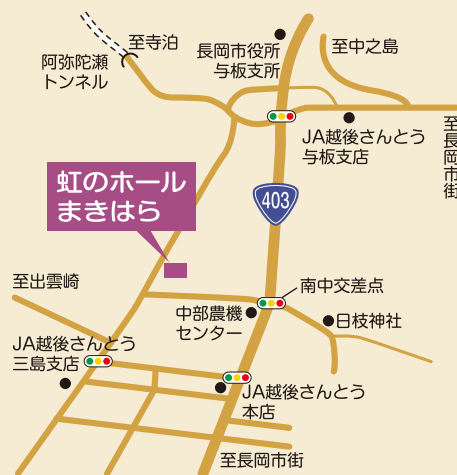 至寺泊
阿弥陀瀬
トンネル
長岡市役所
与板支所
至中之島
JA越後さんとう
与板支店
至長岡市街
虹のホール
まきはら
403
至出雲崎
南中交差点
中部農機
センター
日枝神社
JA越後さんとう
三島支店
JA越後さんとう
本店
至長岡市街